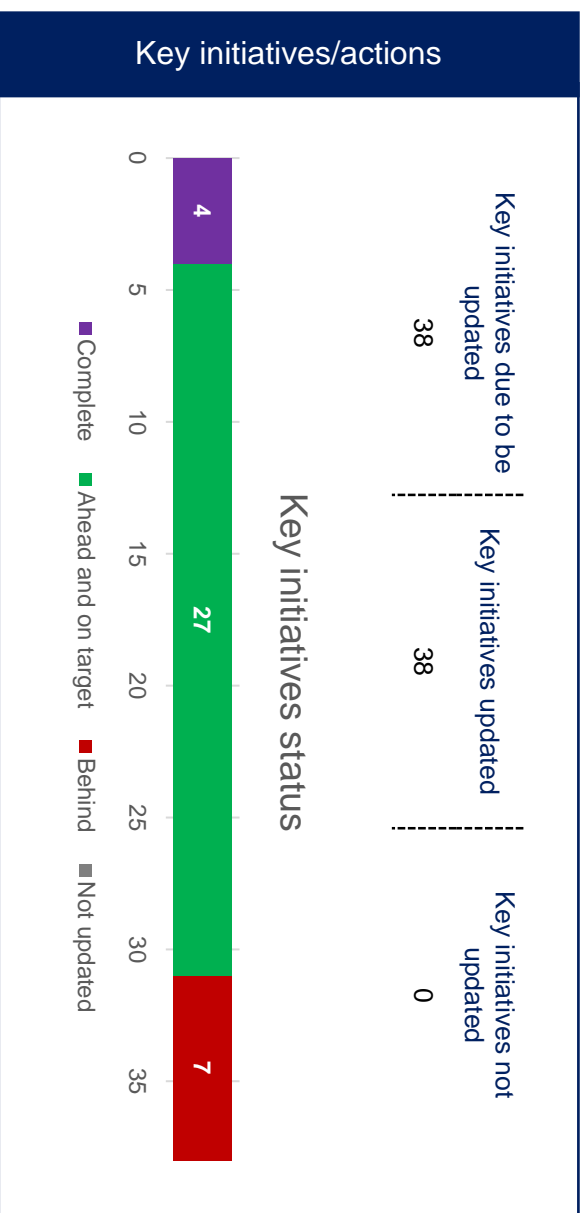 Key initiatives/actions
Key initiatives due to be
updated
38
Key initiatives updated
38
Key initiatives not
updated
0
Key initiatives status
4
27
7
0
5
10
15
20
25
30
35
Complete
Ahead and on target
Behind
Not updated